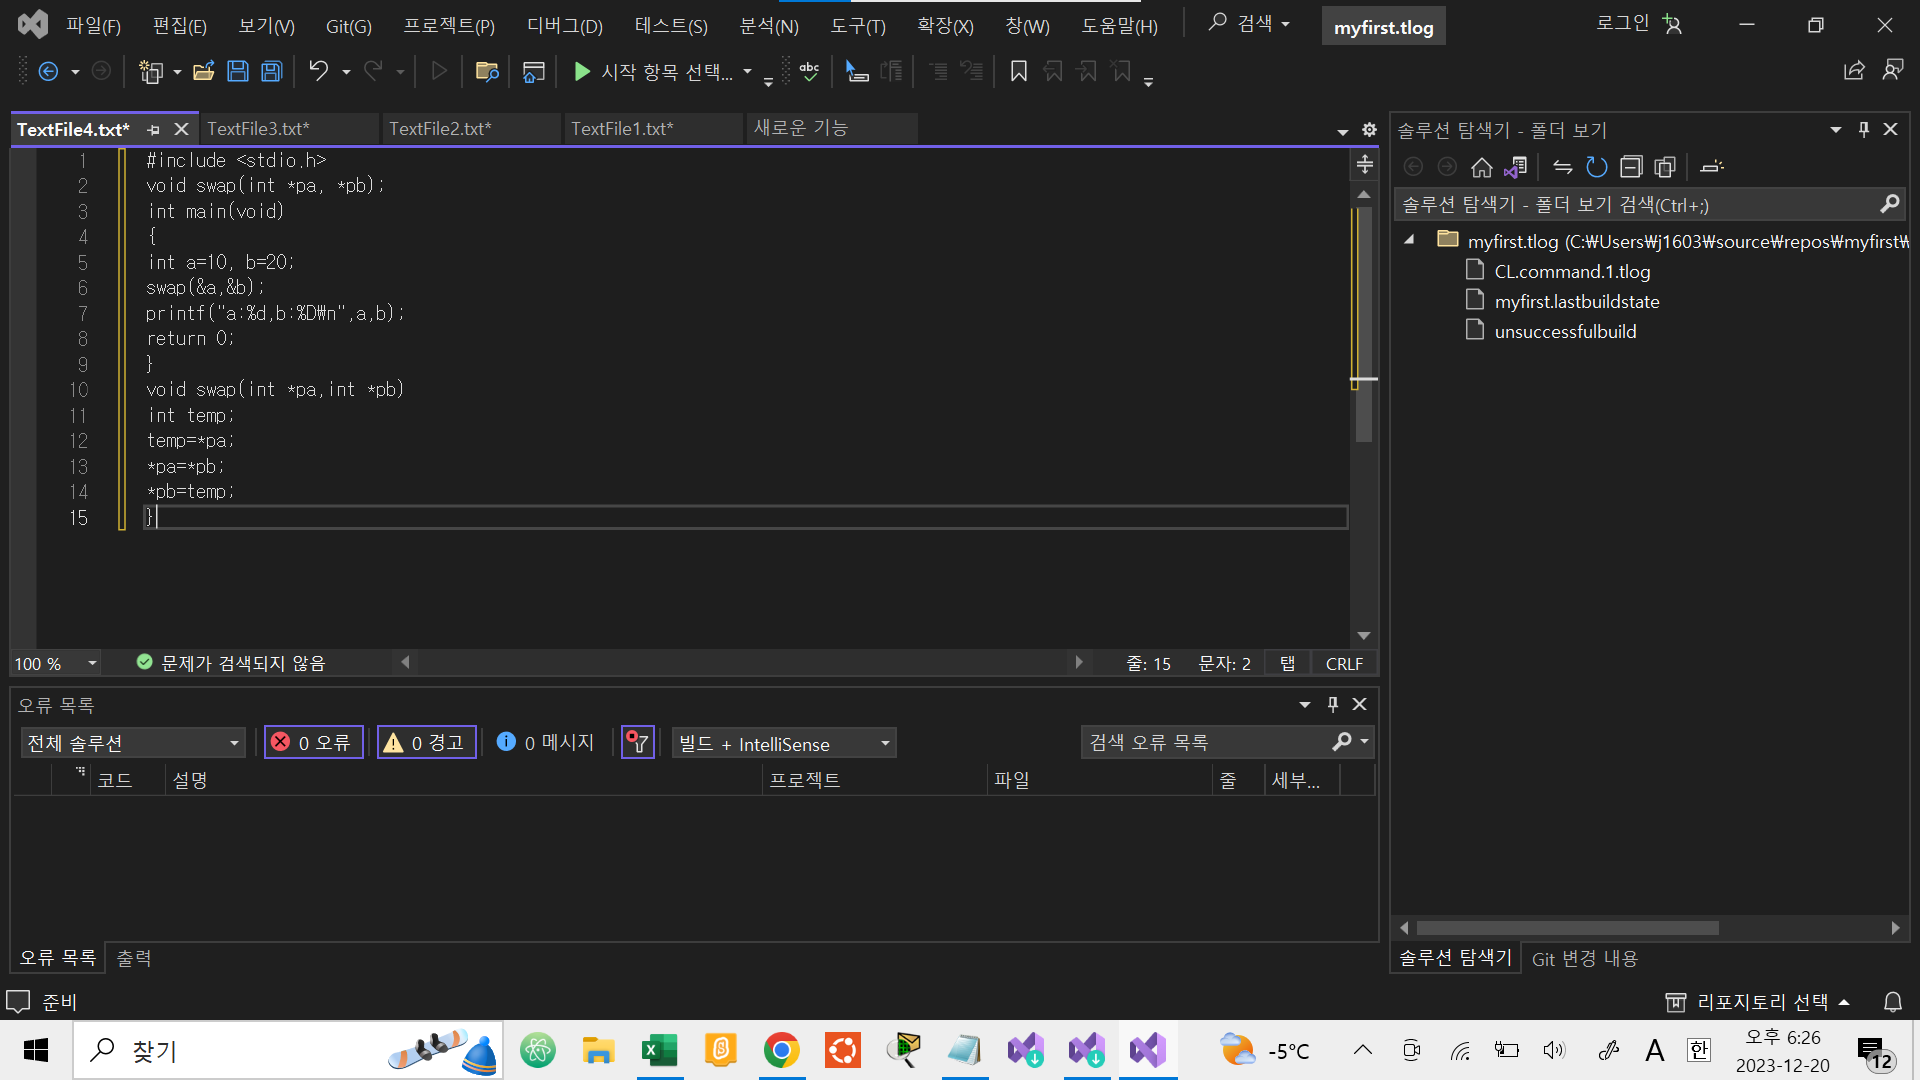 파일(F) 편집(E) 보기(V) Git(G) 프로젝트(P) 디버그(D) 테스트(S) 분석(N) 도구(T) 확장(X) 창(W) 도움말(H) 검색 myfirst.tlog 로그인
시작 항목 선택...
abc
TextFile4.txt* TextFile3.txt* TextFile2.txt* TextFile1.txt* 새로운 기능
1 #include <stdio.h>
2 void swap(int *pa, *pb);
3 int main(void)
4 {
5 int a=10, b=20;
6 swap(&a,&b);
7 printf("a:%d,b:%D₩n",a,b);
8 return 0;
9 }
10 void swap(int *pa,int *pb)
11 int temp;
12 temp=*pa;
13 *pa=*pb;
14 *pb=temp;
15 }
100 % 문제가 검색되지 않음 줄: 15 문자: 2 탭 CRLF
오류 목록
전체 솔루션 0 오류 0 경고 0 메시지 빌드 + IntelliSense 검색 오류 목록
코드 설명 프로젝트 파일 줄 세부...
오류 목록 출력
솔루션 탐색기 - 폴더 보기
솔루션 탐색기 - 폴더 보기 검색(Ctrl+;)
myfirst.tlog (C:₩Users₩j1603₩source₩repos₩myfirst₩
CL.command.1.tlog
myfirst.lastbuildstate
unsuccessfulbuild
솔루션 탐색기 Git 변경 내용
준비 리포지토리 선택
찾기 -5°C A 한 오후 6:26
2023-12-20 12